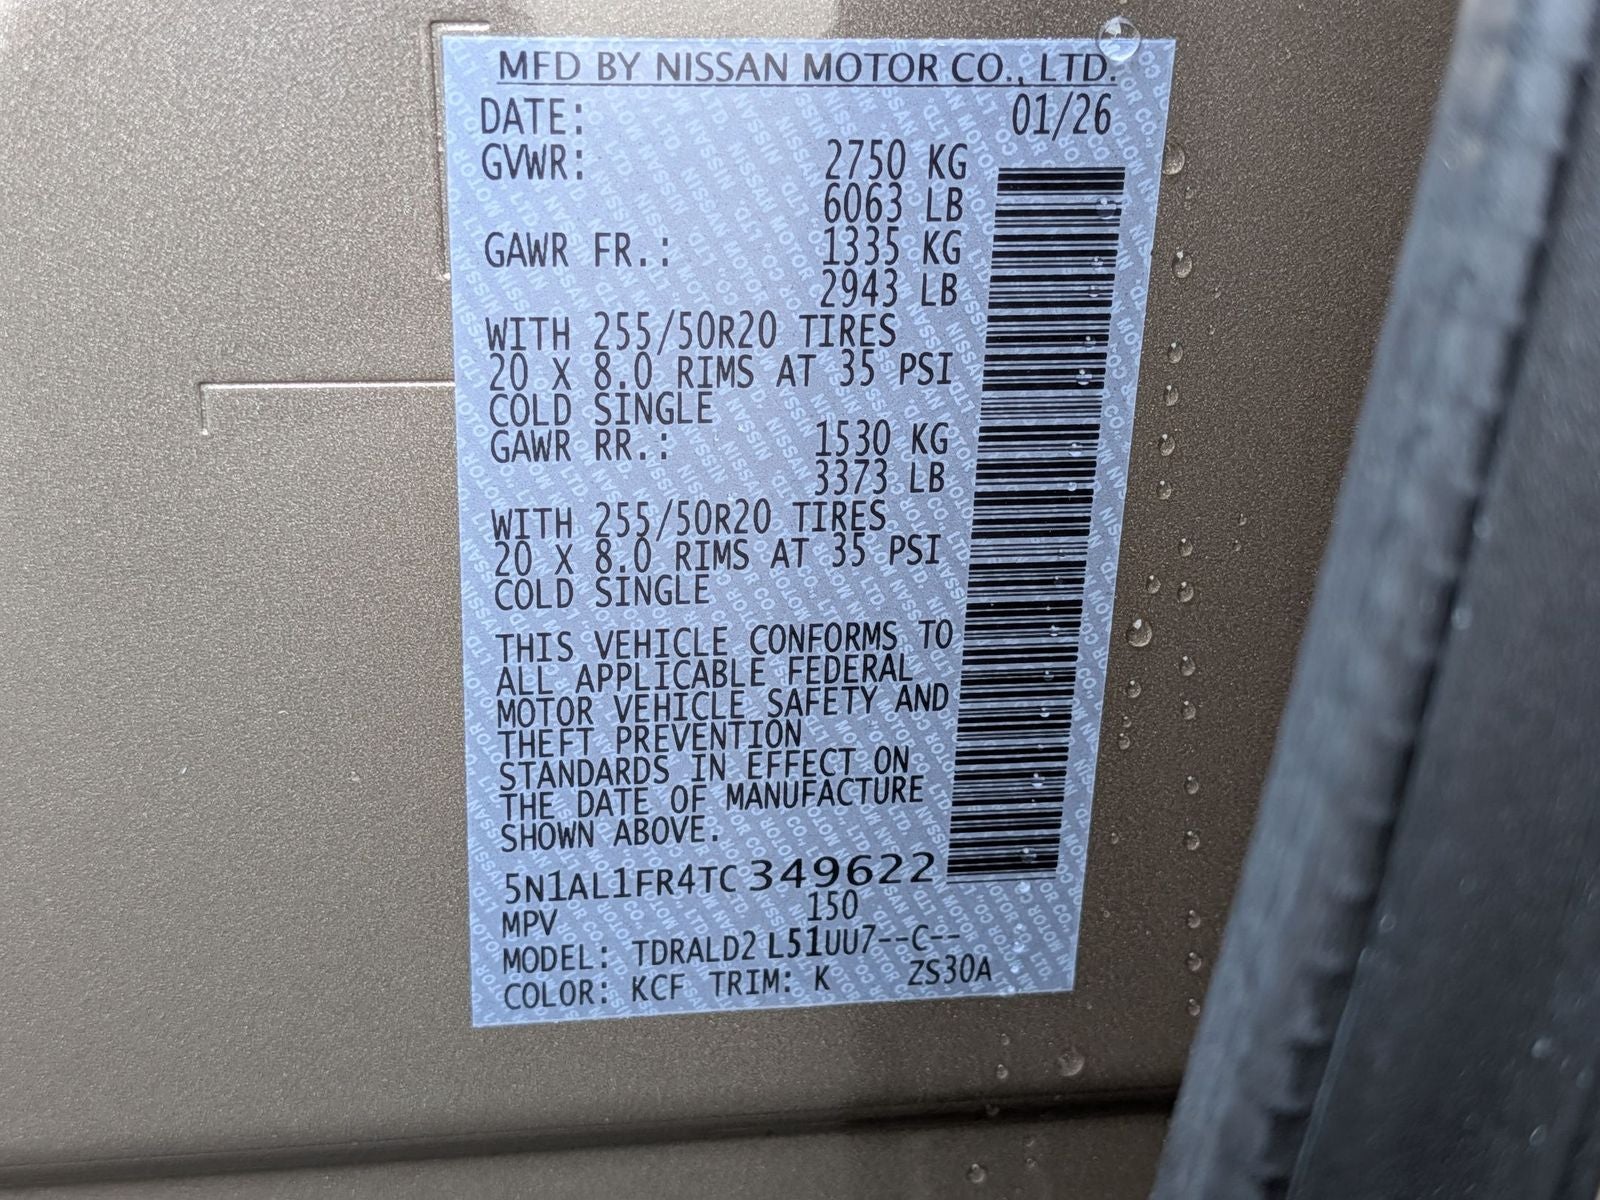 MFD BY NISSAN MOTOR CO., LTD.
DATE: 01/26
GVWR: 2750 KG
6063 LB
GAWR FR.: 1335 KG
2943 LB
WITH 255/50R20 TIRES
20 X 8.0 RIMS AT 35 PSI
COLD SINGLE
GAWR RR.: 1530 KG
3373 LB
WITH 255/50R20 TIRES
20 X 8.0 RIMS AT 35 PSI
COLD SINGLE
THIS VEHICLE CONFORMS TO
ALL APPLICABLE FEDERAL
MOTOR VEHICLE SAFETY AND
THEFT PREVENTION
STANDARDS IN EFFECT ON
THE DATE OF MANUFACTURE
SHOWN ABOVE.
5N1AL1FR4TC349622
MPV 150
MODEL: TDRALD2 L51UU7--C--
COLOR: KCF TRIM: K ZS30A